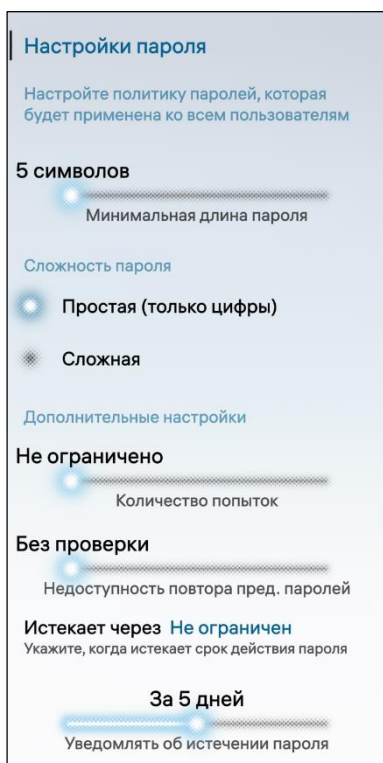 Настройки пароля
Настройте политику паролей, которая
будет применена ко всем пользователям
5 символов
Минимальная длина пароля
Сложность пароля
Простая (только цифры)
Сложная
Дополнительные настройки
Не ограничено
Количество попыток
Без проверки
Недоступность повтора пред. паролей
Истекает через Не ограничен
Укажите, когда истекает срок действия пароля
За 5 дней
Уведомлять об истечении пароля